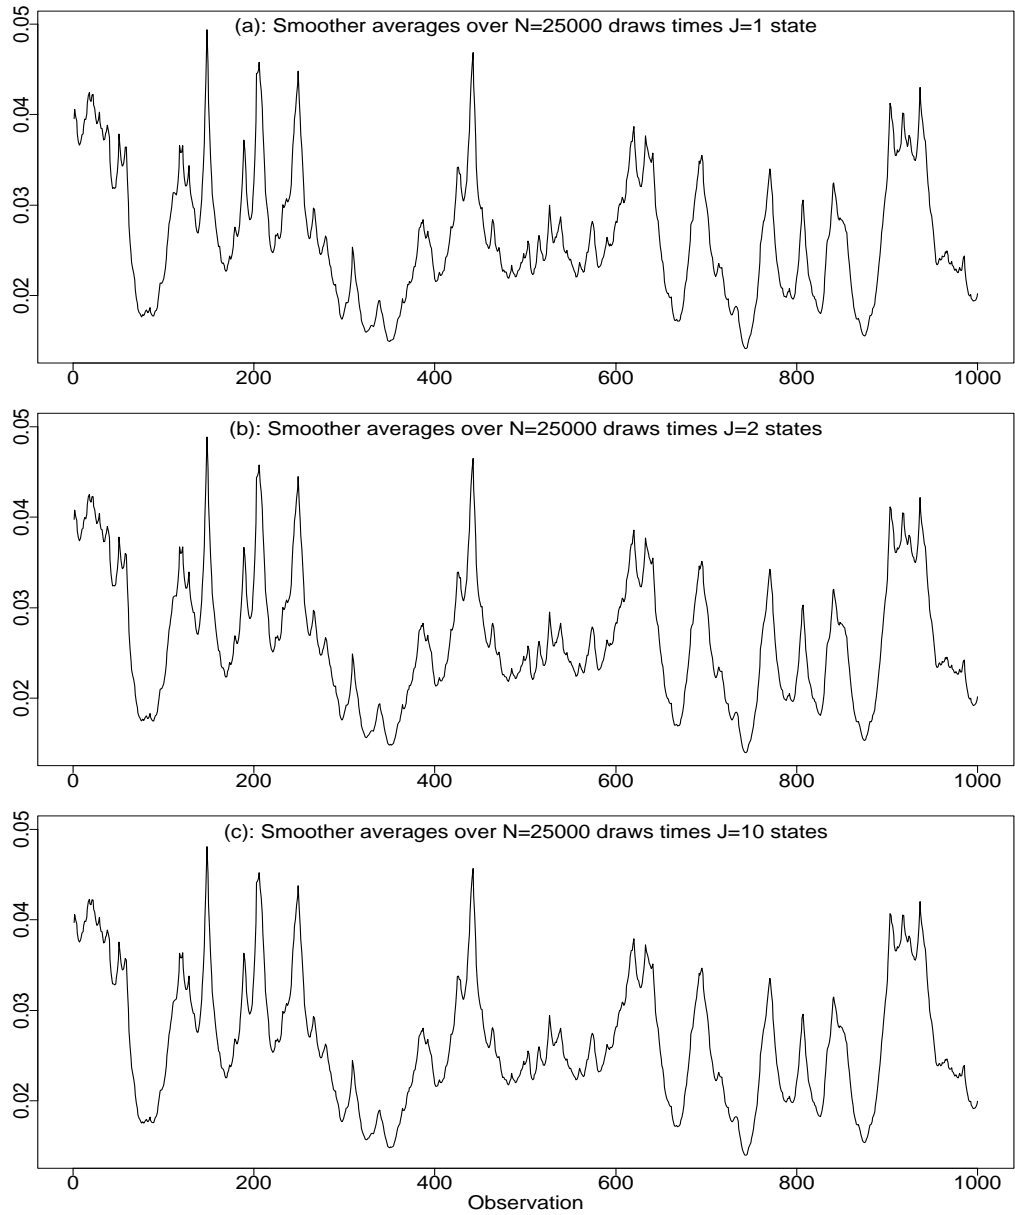 (a): Smoother averages over N=25000 draws times J=1 state
0.05
0.04
0.03
0.02
0 200 400 600 800 1000
(b): Smoother averages over N=25000 draws times J=2 states
0.05
0.04
0.03
0.02
0 200 400 600 800 1000
(c): Smoother averages over N=25000 draws times J=10 states
0.05
0.04
0.03
0.02
0 200 400 600 800 1000
Observation